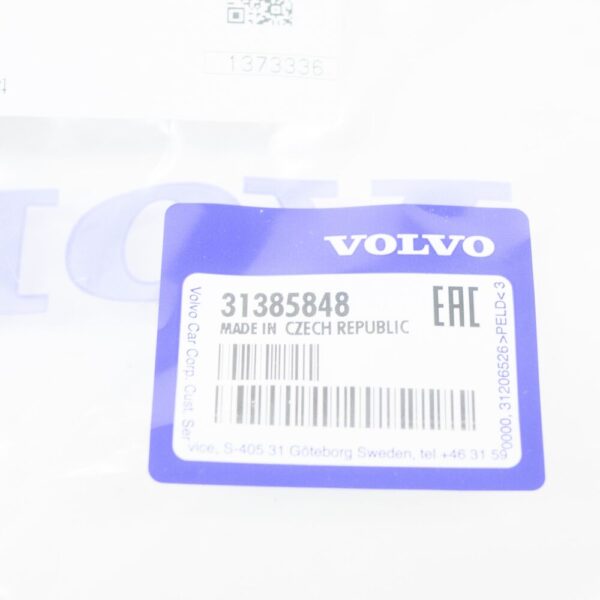 1373336
VOLVO
31385848
EAC
MADE IN CZECH REPUBLIC
Volvo Car Corp. Cust. Service, S-405 31 Göteborg Sweden, tel +46 31 59 0000, 31206526>PELD<3